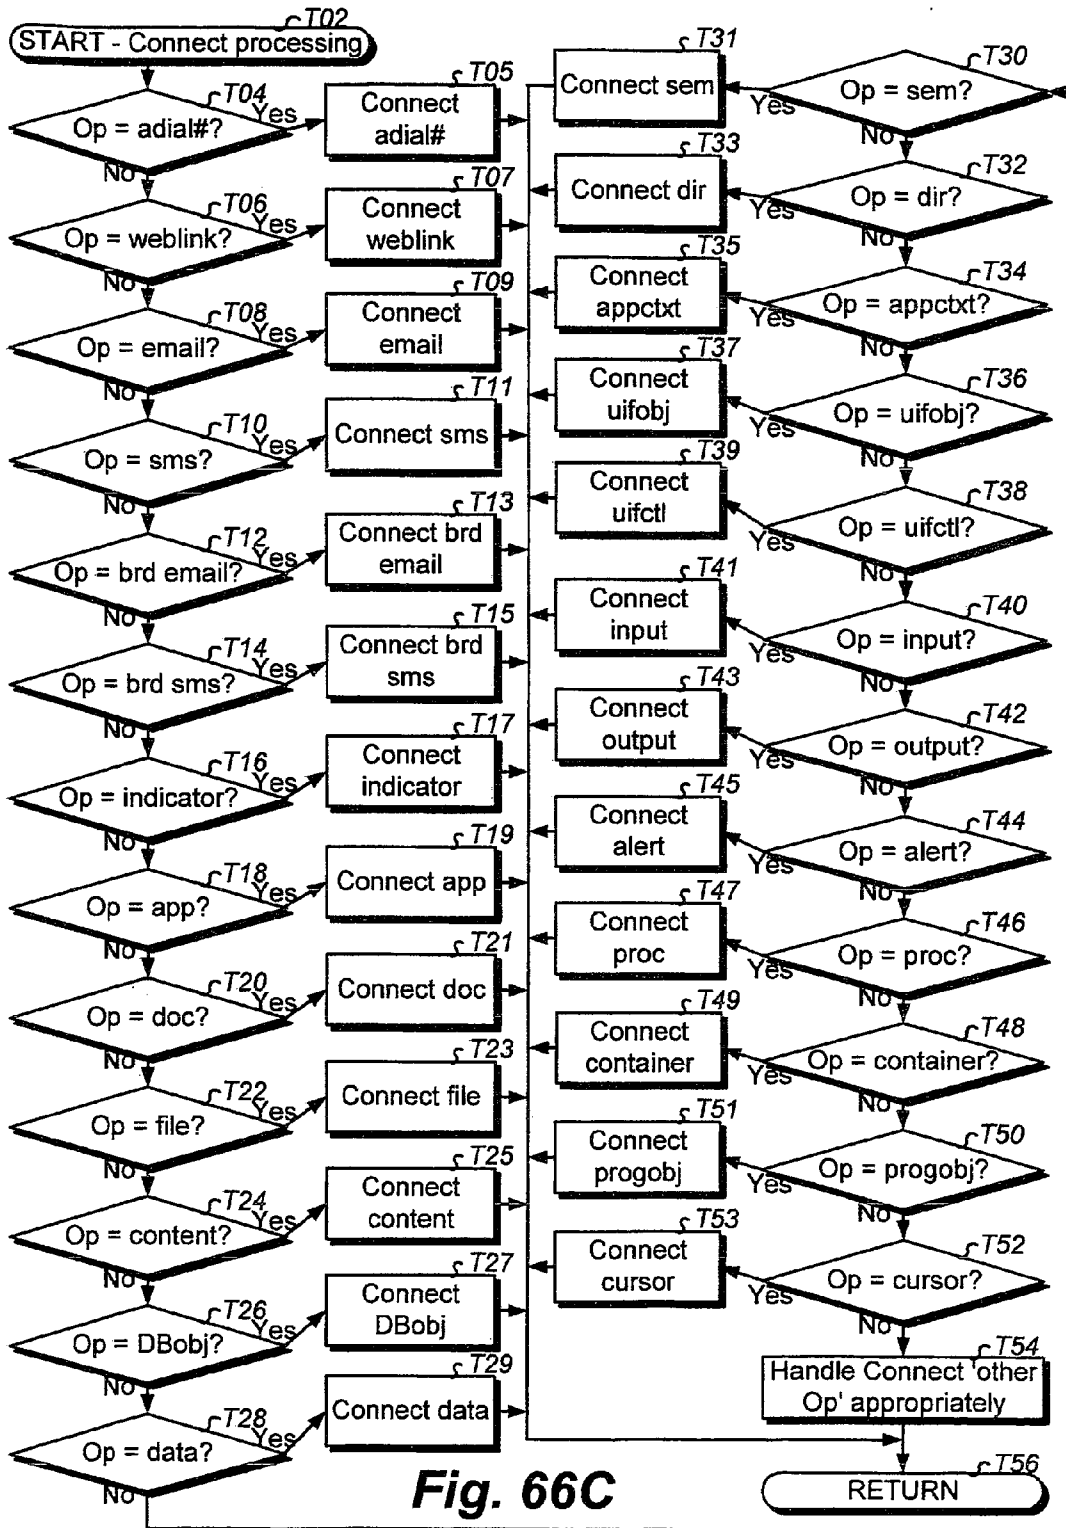 T02
START - Connect processing
T04
Op = adial#?
Yes
No
T05
Connect
adial#
T06
Op = weblink?
Yes
No
T07
Connect
weblink
T08
Op = email?
Yes
No
T09
Connect
email
T10
Op = sms?
Yes
No
T11
Connect sms
T12
Op = brd email?
Yes
No
T13
Connect brd
email
T14
Op = brd sms?
Yes
No
T15
Connect brd
sms
T16
Op = indicator?
Yes
No
T17
Connect
indicator
T18
Op = app?
Yes
No
T19
Connect app
T20
Op = doc?
Yes
No
T21
Connect doc
T22
Op = file?
Yes
No
T23
Connect file
T24
Op = content?
Yes
No
T25
Connect
content
T26
Op = DBobj?
Yes
No
T27
Connect
DBobj
T28
Op = data?
Yes
No
T29
Connect data
T30
Op = sem?
Yes
No
T31
Connect sem
T32
Op = dir?
Yes
No
T33
Connect dir
T34
Op = appctxt?
Yes
No
T35
Connect
appctxt
T36
Op = uifobj?
Yes
No
T37
Connect
uifobj
T38
Op = uifctl?
Yes
No
T39
Connect
uifctl
T40
Op = input?
Yes
No
T41
Connect
input
T42
Op = output?
Yes
No
T43
Connect
output
T44
Op = alert?
Yes
No
T45
Connect
alert
T46
Op = proc?
Yes
No
T47
Connect
proc
T48
Op = container?
Yes
No
T49
Connect
container
T50
Op = progobj?
Yes
No
T51
Connect
progobj
T52
Op = cursor?
Yes
No
T53
Connect
cursor
T54
Handle Connect 'other
Op' appropriately
T56
RETURN
Fig. 66C